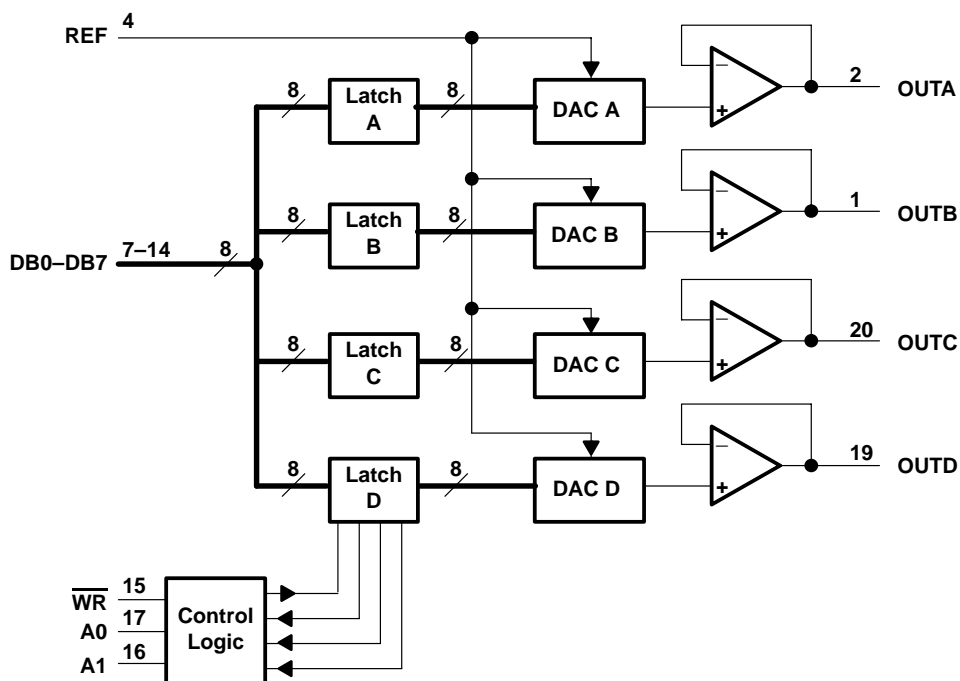 4
REF
8 Latch A 8 DAC A − + 2 OUTA
8 Latch B 8 DAC B − + 1 OUTB
DB0–DB7 7–14 8
8 Latch C 8 DAC C − + 20 OUTC
8 Latch D 8 DAC D − + 19 OUTD
WR 15
A0 17
A1 16
Control
Logic